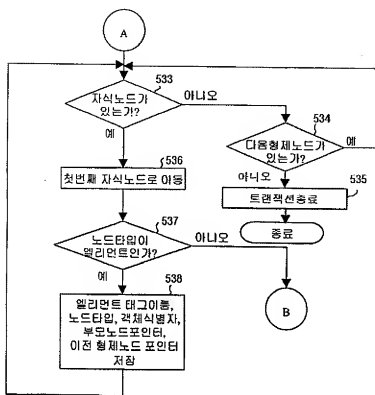 A
533
자식노드가
있는가?
아니오
예
534
다음형제노드가
있는가?
예
아니오
536
첫번째 자식노드로 이동
535
트랜잭션종료
종료
537
노드타입이
엘리먼트인가?
아니오
예
B
538
엘리먼트 태그이름,
노드타입, 객체식별자,
부모노드포인터,
이전 형제노드 포인터
저장